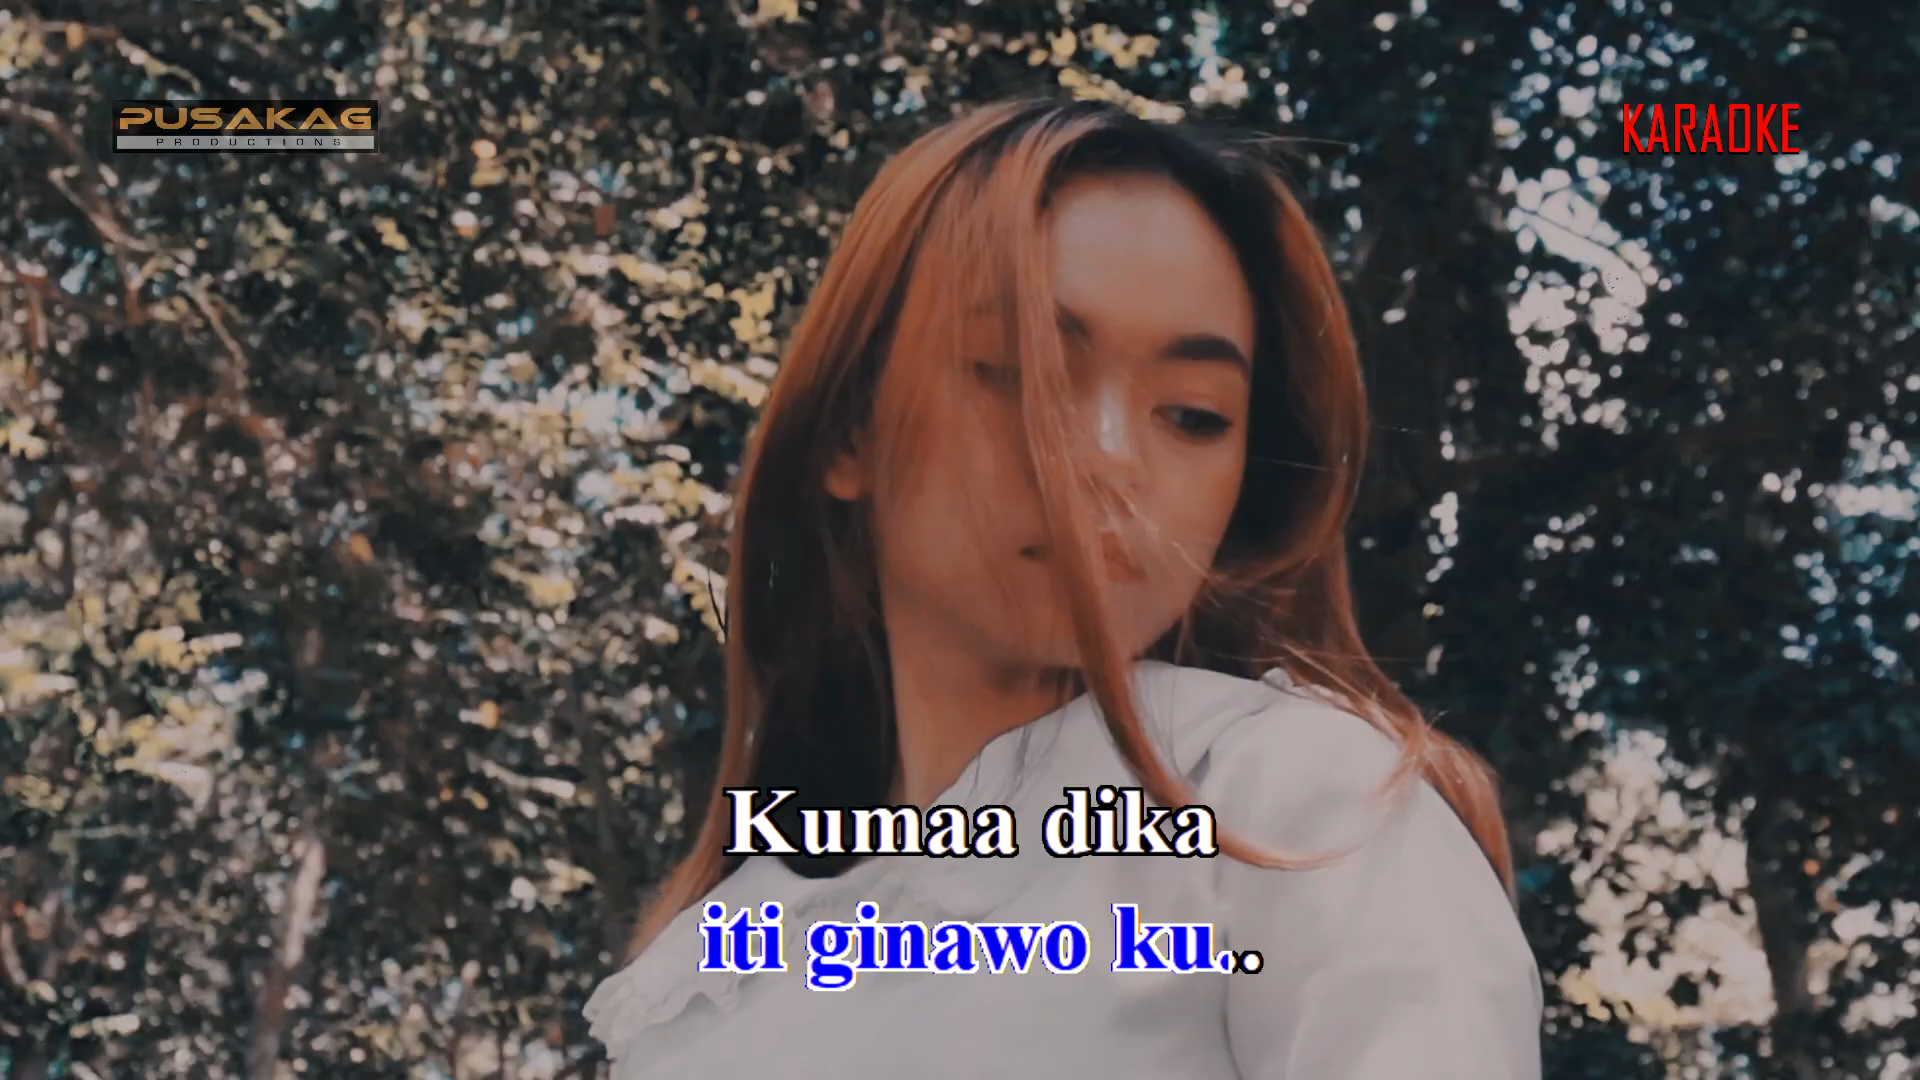 PUSAKAG
PRODUCTIONS
KARAOKE
Kumaa dika
iti ginawo ku...